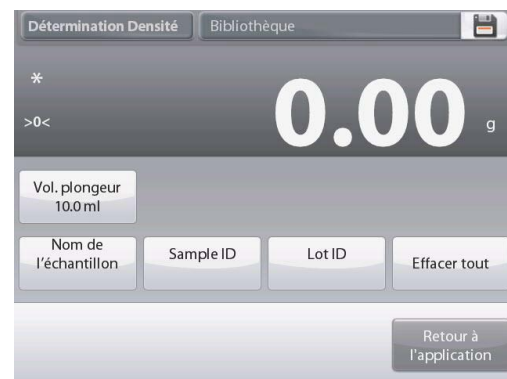 Détermination Densité Bibliothèque
*
>0<
0.00 g
Vol. plongeur
10.0 ml
Nom de
l'échantillon
Sample ID
Lot ID
Effacer tout
Retour à
l'application